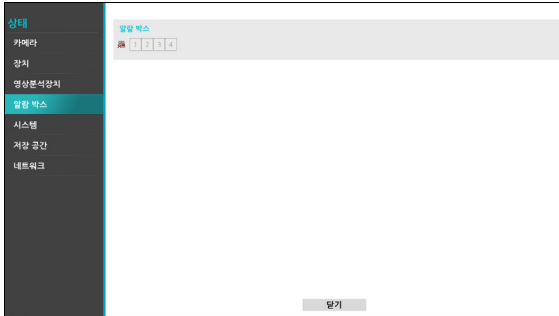 상태
카메라
장치
영상분석장치
알람 박스
시스템
저장 공간
네트워크
알람 박스
1 2 3 4
닫기